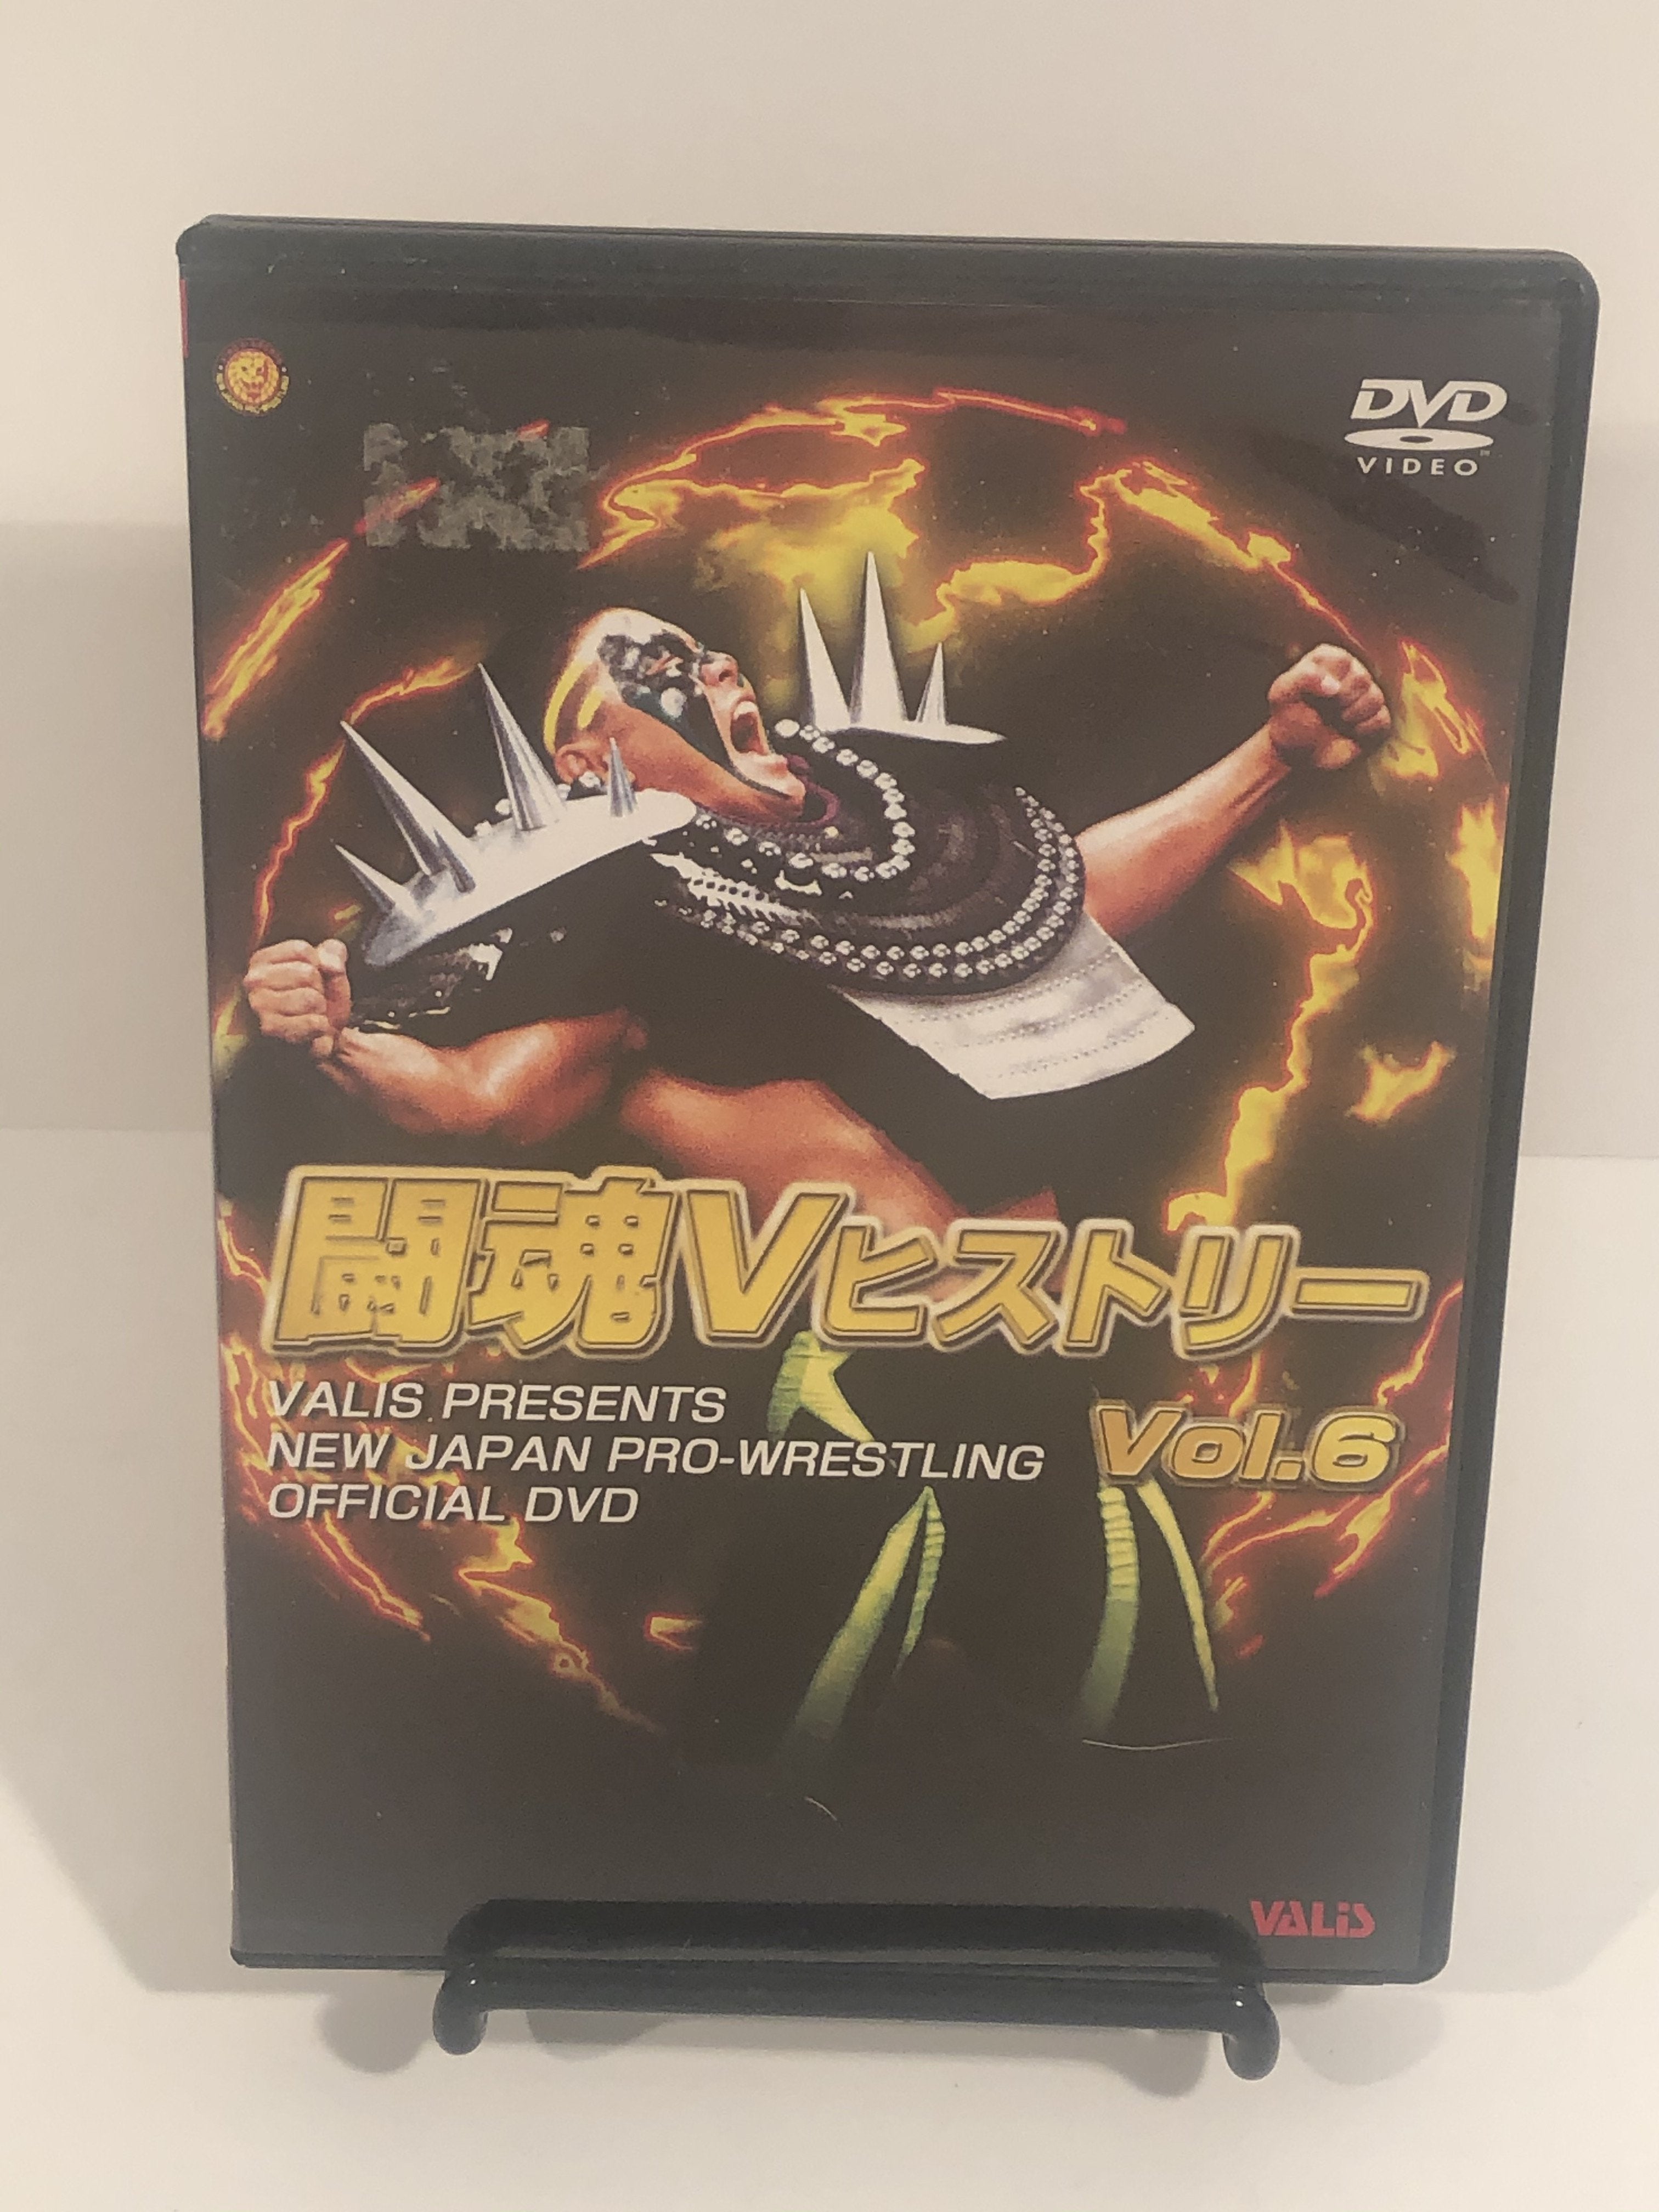 DVD
VIDEO
闘魂Vヒストリー
VALIS PRESENTS
NEW JAPAN PRO-WRESTLING
OFFICIAL DVD
Vol.6
VALiS